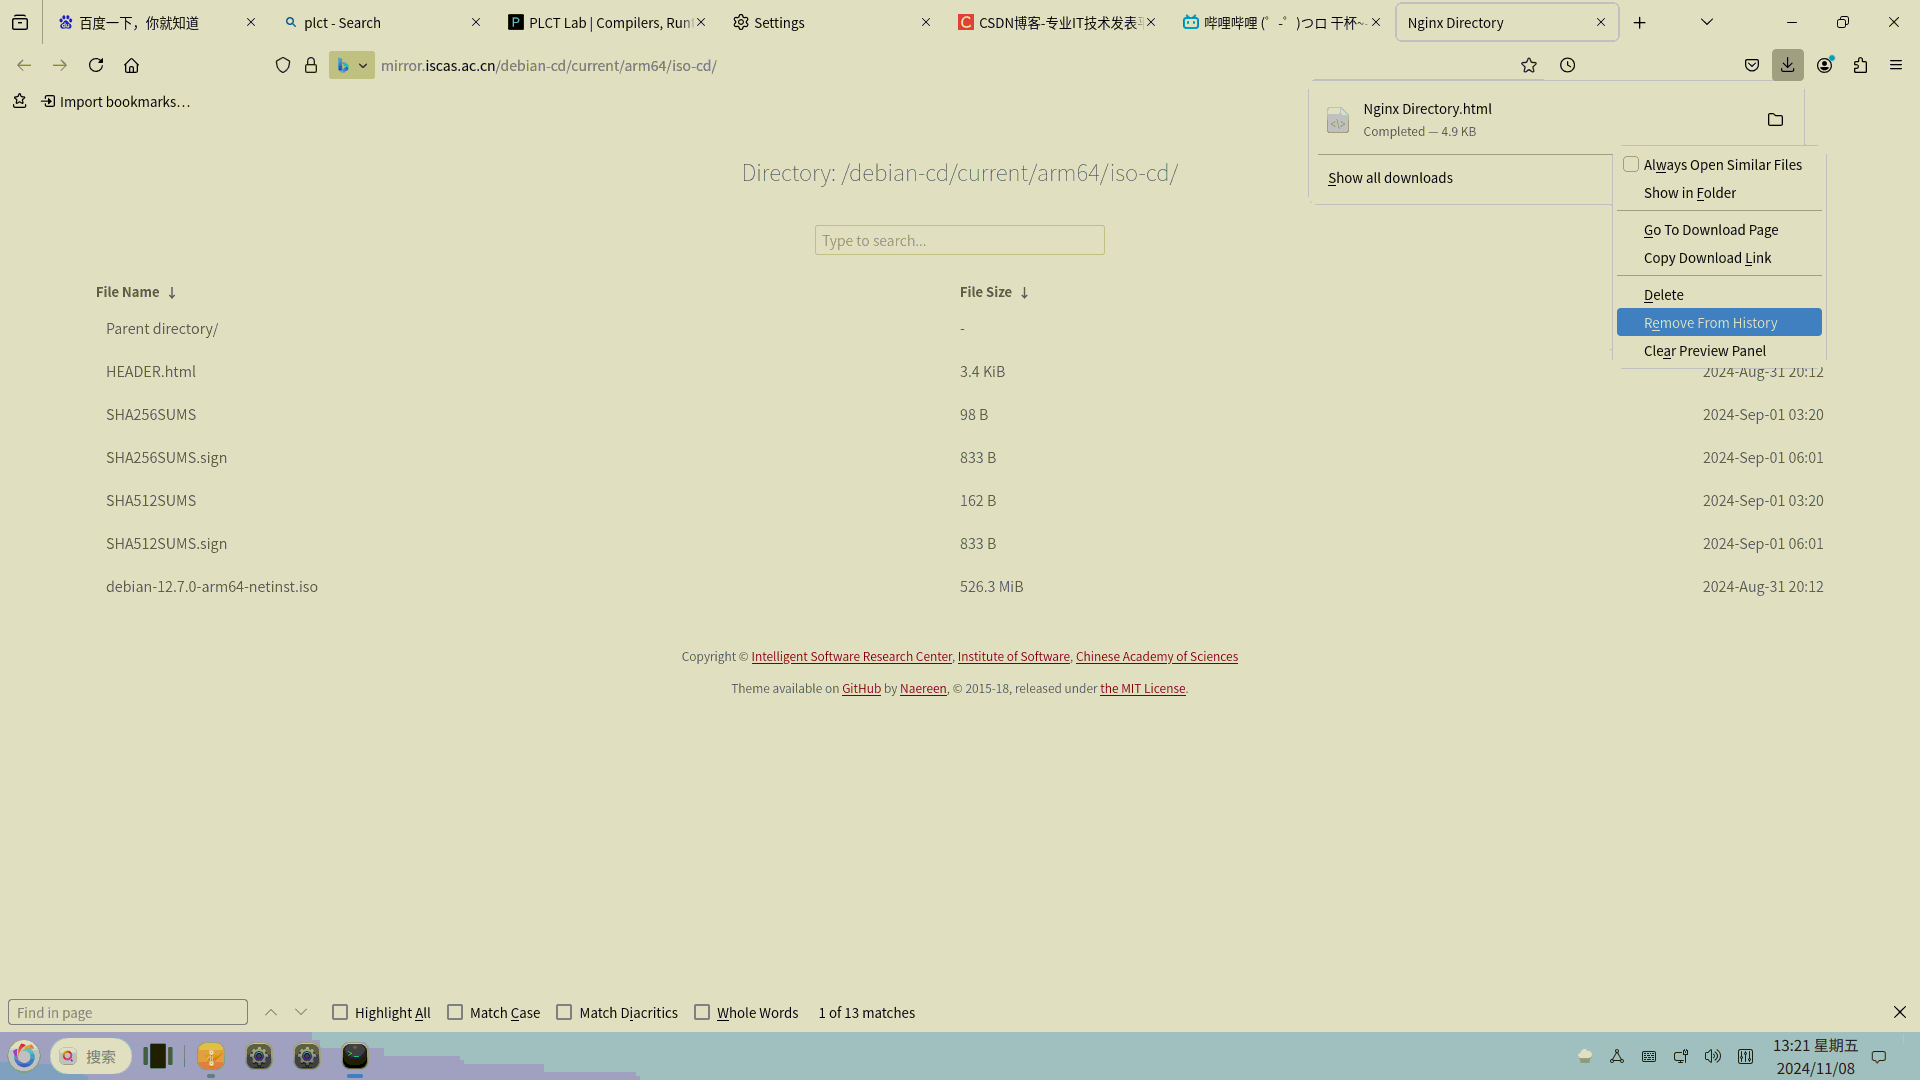 百度一下，你就知道
plct - Search
PLCT Lab | Compilers, Run
Settings
CSDN博客-专业IT技术发表
哔哩哔哩 (゜-゜)つロ 干杯~-
Nginx Directory
mirror.iscas.ac.cn/debian-cd/current/arm64/iso-cd/
Import bookmarks…
Nginx Directory.html
Completed — 4.9 KB
Show all downloads
Always Open Similar Files
Show in Folder
Go To Download Page
Copy Download Link
Delete
Remove From History
Clear Preview Panel
Directory: /debian-cd/current/arm64/iso-cd/
Type to search...
File Name ↓ File Size ↓
Parent directory/ -
HEADER.html 3.4 KiB 2024-Aug-31 20:12
SHA256SUMS 98 B 2024-Sep-01 03:20
SHA256SUMS.sign 833 B 2024-Sep-01 06:01
SHA512SUMS 162 B 2024-Sep-01 03:20
SHA512SUMS.sign 833 B 2024-Sep-01 06:01
debian-12.7.0-arm64-netinst.iso 526.3 MiB 2024-Aug-31 20:12
Copyright © Intelligent Software Research Center, Institute of Software, Chinese Academy of Sciences
Theme available on GitHub by Naereen, © 2015-18, released under the MIT License.
Find in page Highlight All Match Case Match Diacritics Whole Words 1 of 13 matches
搜索
13:21 星期五
2024/11/08